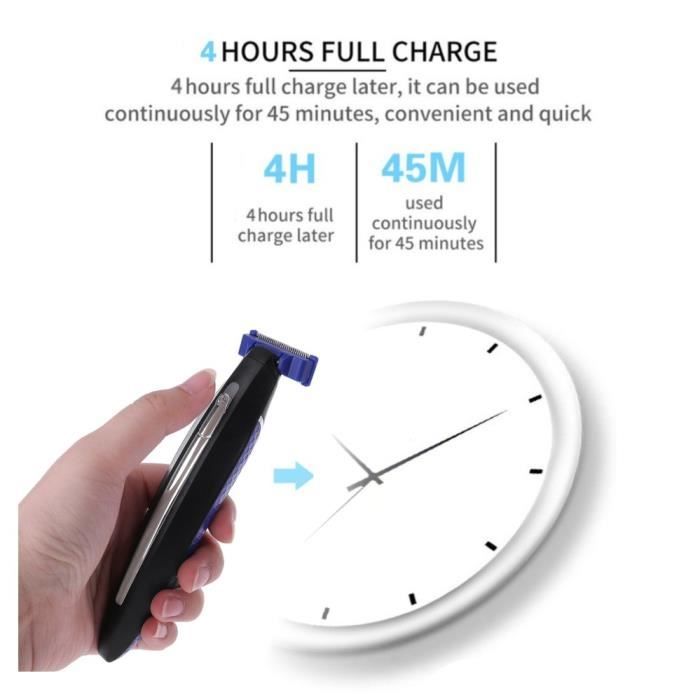 4 HOURS FULL CHARGE
4 hours full charge later, it can be used
continuously for 45 minutes, convenient and quick
4H
4 hours full
charge later
45M
used
continuously
for 45 minutes